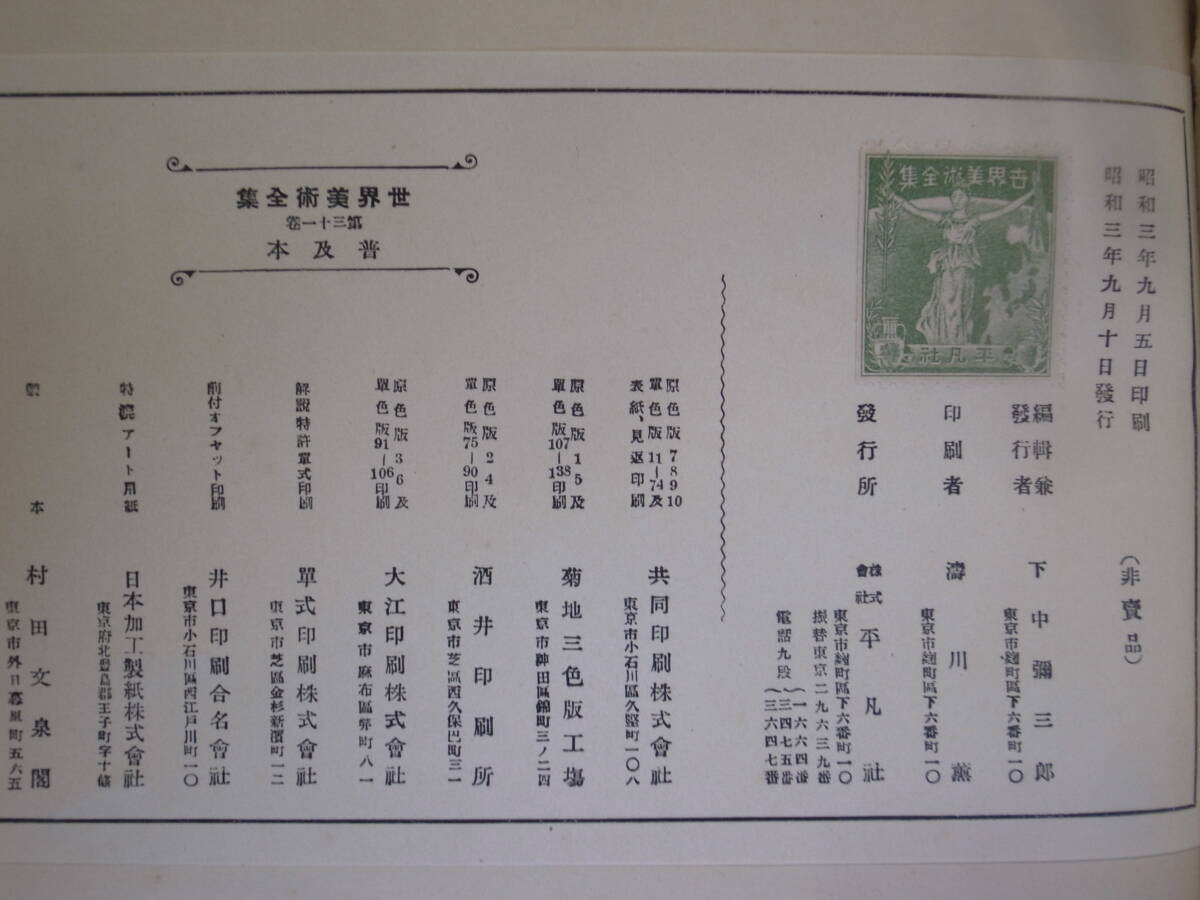 昭和三年九月五日印刷
昭和三年九月十日發行
(非賣品)
編輯兼
發行者
下中彌三郎
東京市麹町區下六番町一〇
印刷者
濤川薫
東京市麹町區下六番町一〇
發行所
株式
會社
平凡社
東京市麹町區下六番町一〇
振替東京二九六三九番
電話九段
(一六六四番
(三四七五番
(三六四七番
集全術美界世
社凡平
原色版7 8 9 10
單色版11―74及
表紙、見返印刷
共同印刷株式會社
東京市小石川區久堅町一〇八
原色版1 5及
單色版107―138印刷
菊地三色版工場
東京市神田區錦町三ノ二四
原色版2 4及
單色版75―90印刷
酒井印刷所
東京市芝區西久保巴町三一
原色版3 6及
單色版91―106印刷
大江印刷株式會社
東京市麻布區笄町八一
解説特許單式印刷
單式印刷株式會社
東京市芝區金杉新濱町一二
附付オフセット印刷
井口印刷合名會社
東京市小石川區西江戸川町一〇
特漉アート用紙
日本加工製紙株式會社
東京府北豊島郡王子町字十條
製本
村田文泉閣
東京市外日暮里町五六五
集全術美界世
卷一十三第
本及普